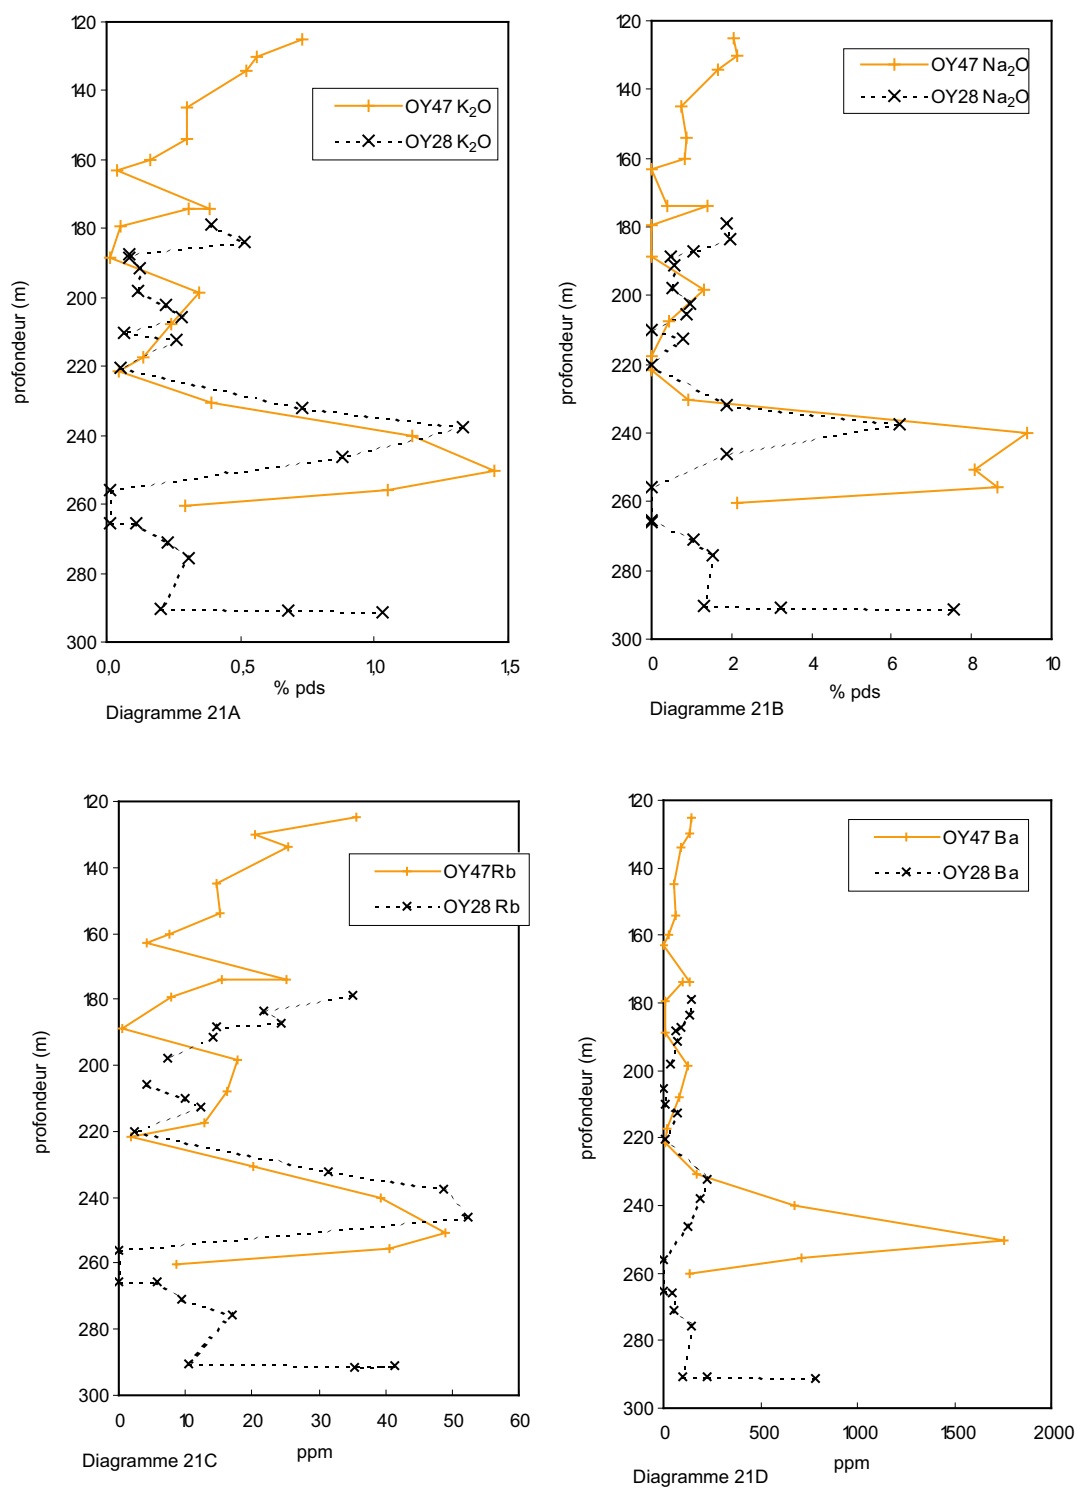 120
140
160
180
200
220
240
260
280
300
profondeur (m)
OY47 K₂O
OY28 K₂O
0,0 0,5 1,0 1,5
% pds
Diagramme 21A
120
140
160
180
200
220
240
260
280
300
profondeur (m)
OY47 Na₂O
OY28 Na₂O
0 2 4 6 8 10
% pds
Diagramme 21B
120
140
160
180
200
220
240
260
280
300
profondeur (m)
OY47Rb
OY28 Rb
0 10 20 30 40 50 60
ppm
Diagramme 21C
120
140
160
180
200
220
240
260
280
300
profondeur (m)
OY47 Ba
OY28 Ba
0 500 1000 1500 2000
ppm
Diagramme 21D